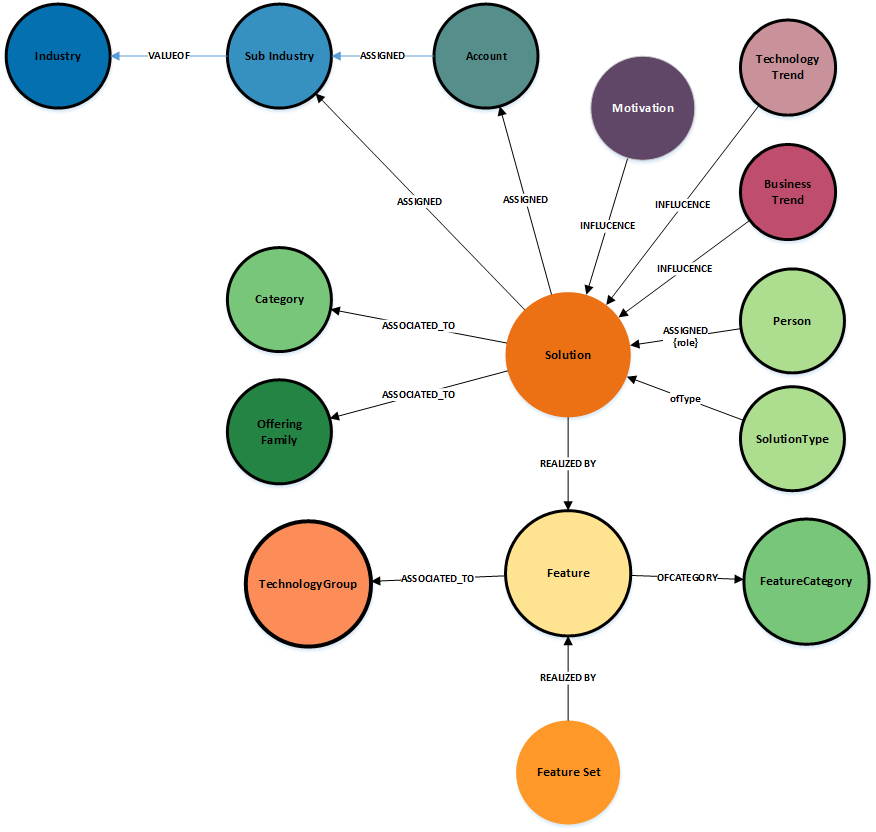 Industry
VALUEOF
Sub Industry
ASSIGNED
Account
Motivation
Technology
Trend
Business
Trend
ASSIGNED
ASSIGNED
INFLUCENCE
INFLUCENCE
INFLUCENCE
Category
ASSOCIATED_TO
Solution
ASSIGNED
{role}
Person
Offering
Family
ASSOCIATED_TO
ofType
SolutionType
REALIZED BY
TechnologyGroup
ASSOCIATED_TO
Feature
OFCATEGORY
FeatureCategory
REALIZED BY
Feature Set